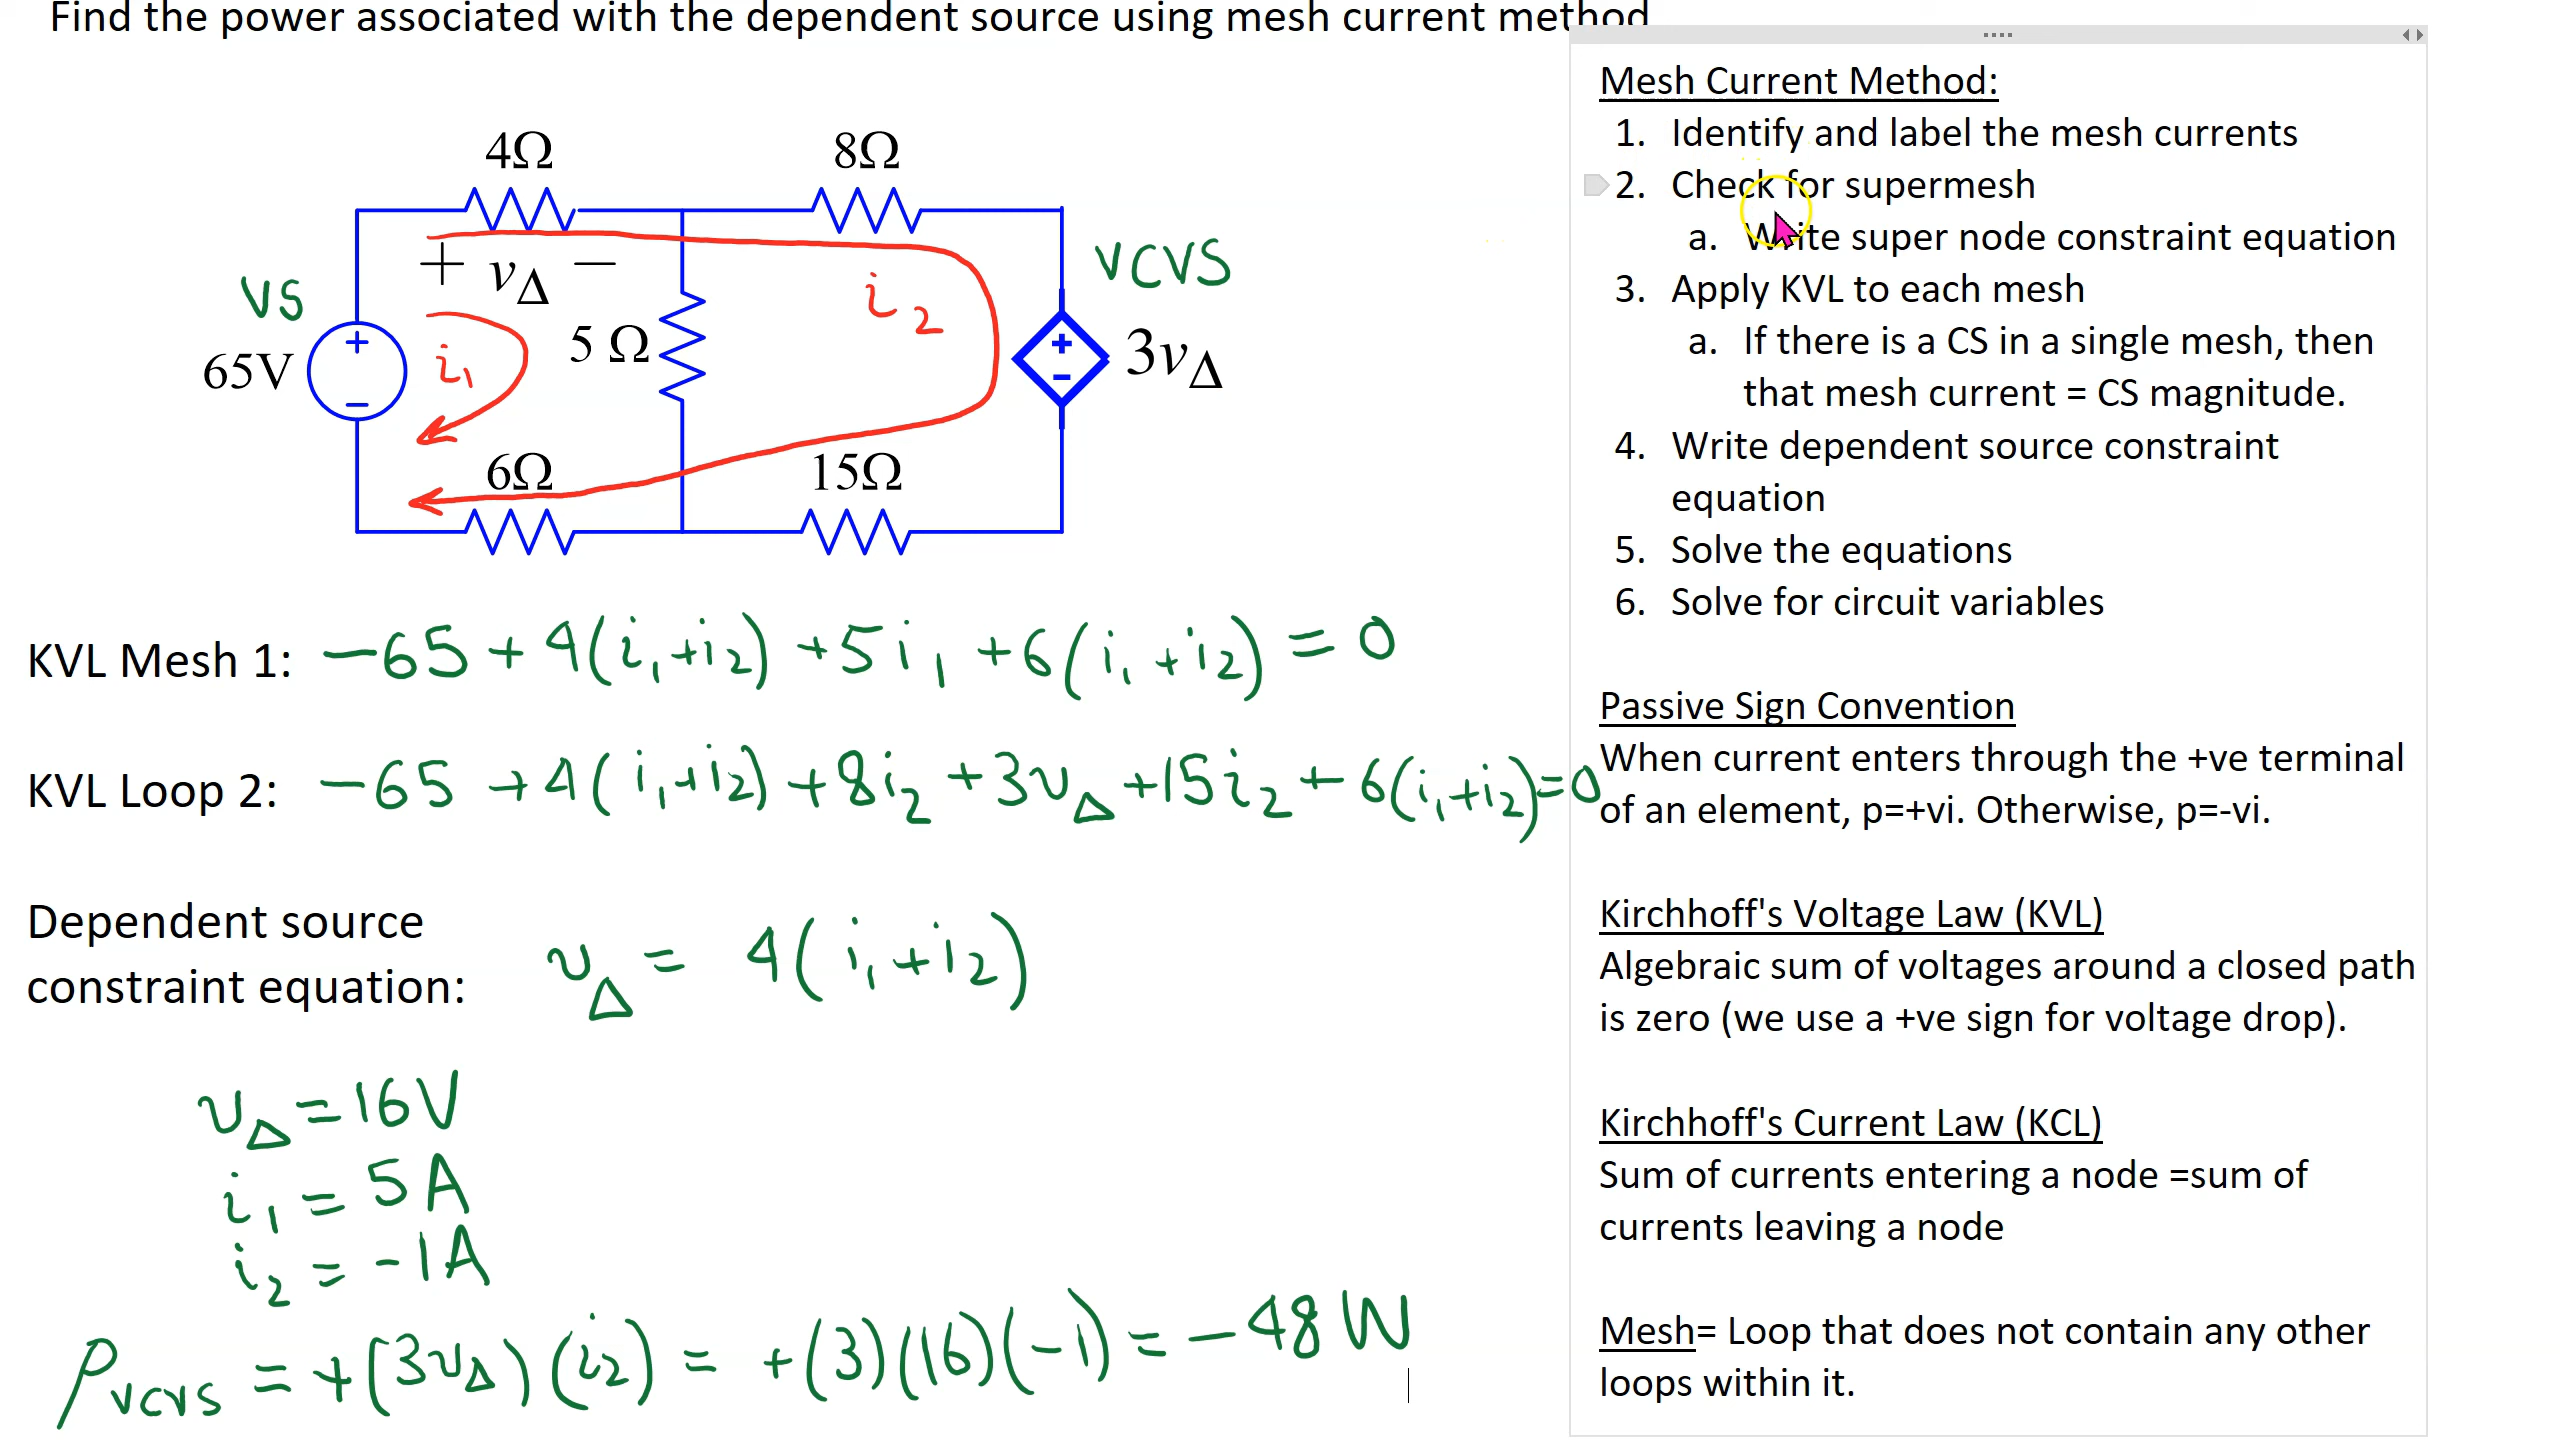 Find the power associated with the dependent source using mesh current method
4Ω
8Ω
+ v∆ −
i₂
VCVS
VS
65V
+
−
i₁
5 Ω
+
−
3v∆
6Ω
15Ω
KVL Mesh 1: −65 + 4(i₁+i₂) +5i₁ +6(i₁+i₂) = 0
KVL Loop 2: −65 +4(i₁+i₂) +8i₂ +3v∆ +15i₂ + 6(i₁+i₂)=0
Dependent source
constraint equation: v∆ = 4(i₁+i₂)
v∆ = 16V
i₁ = 5A
i₂ = -1A
Pvcvs = +(3v∆)(i₂) = +(3)(16)(-1) = -48 W
Mesh Current Method:
1. Identify and label the mesh currents
2. Check for supermesh
a. Write super node constraint equation
3. Apply KVL to each mesh
a. If there is a CS in a single mesh, then
that mesh current = CS magnitude.
4. Write dependent source constraint
equation
5. Solve the equations
6. Solve for circuit variables
Passive Sign Convention
When current enters through the +ve terminal
of an element, p=+vi. Otherwise, p=-vi.
Kirchhoff's Voltage Law (KVL)
Algebraic sum of voltages around a closed path
is zero (we use a +ve sign for voltage drop).
Kirchhoff's Current Law (KCL)
Sum of currents entering a node =sum of
currents leaving a node
Mesh= Loop that does not contain any other
loops within it.